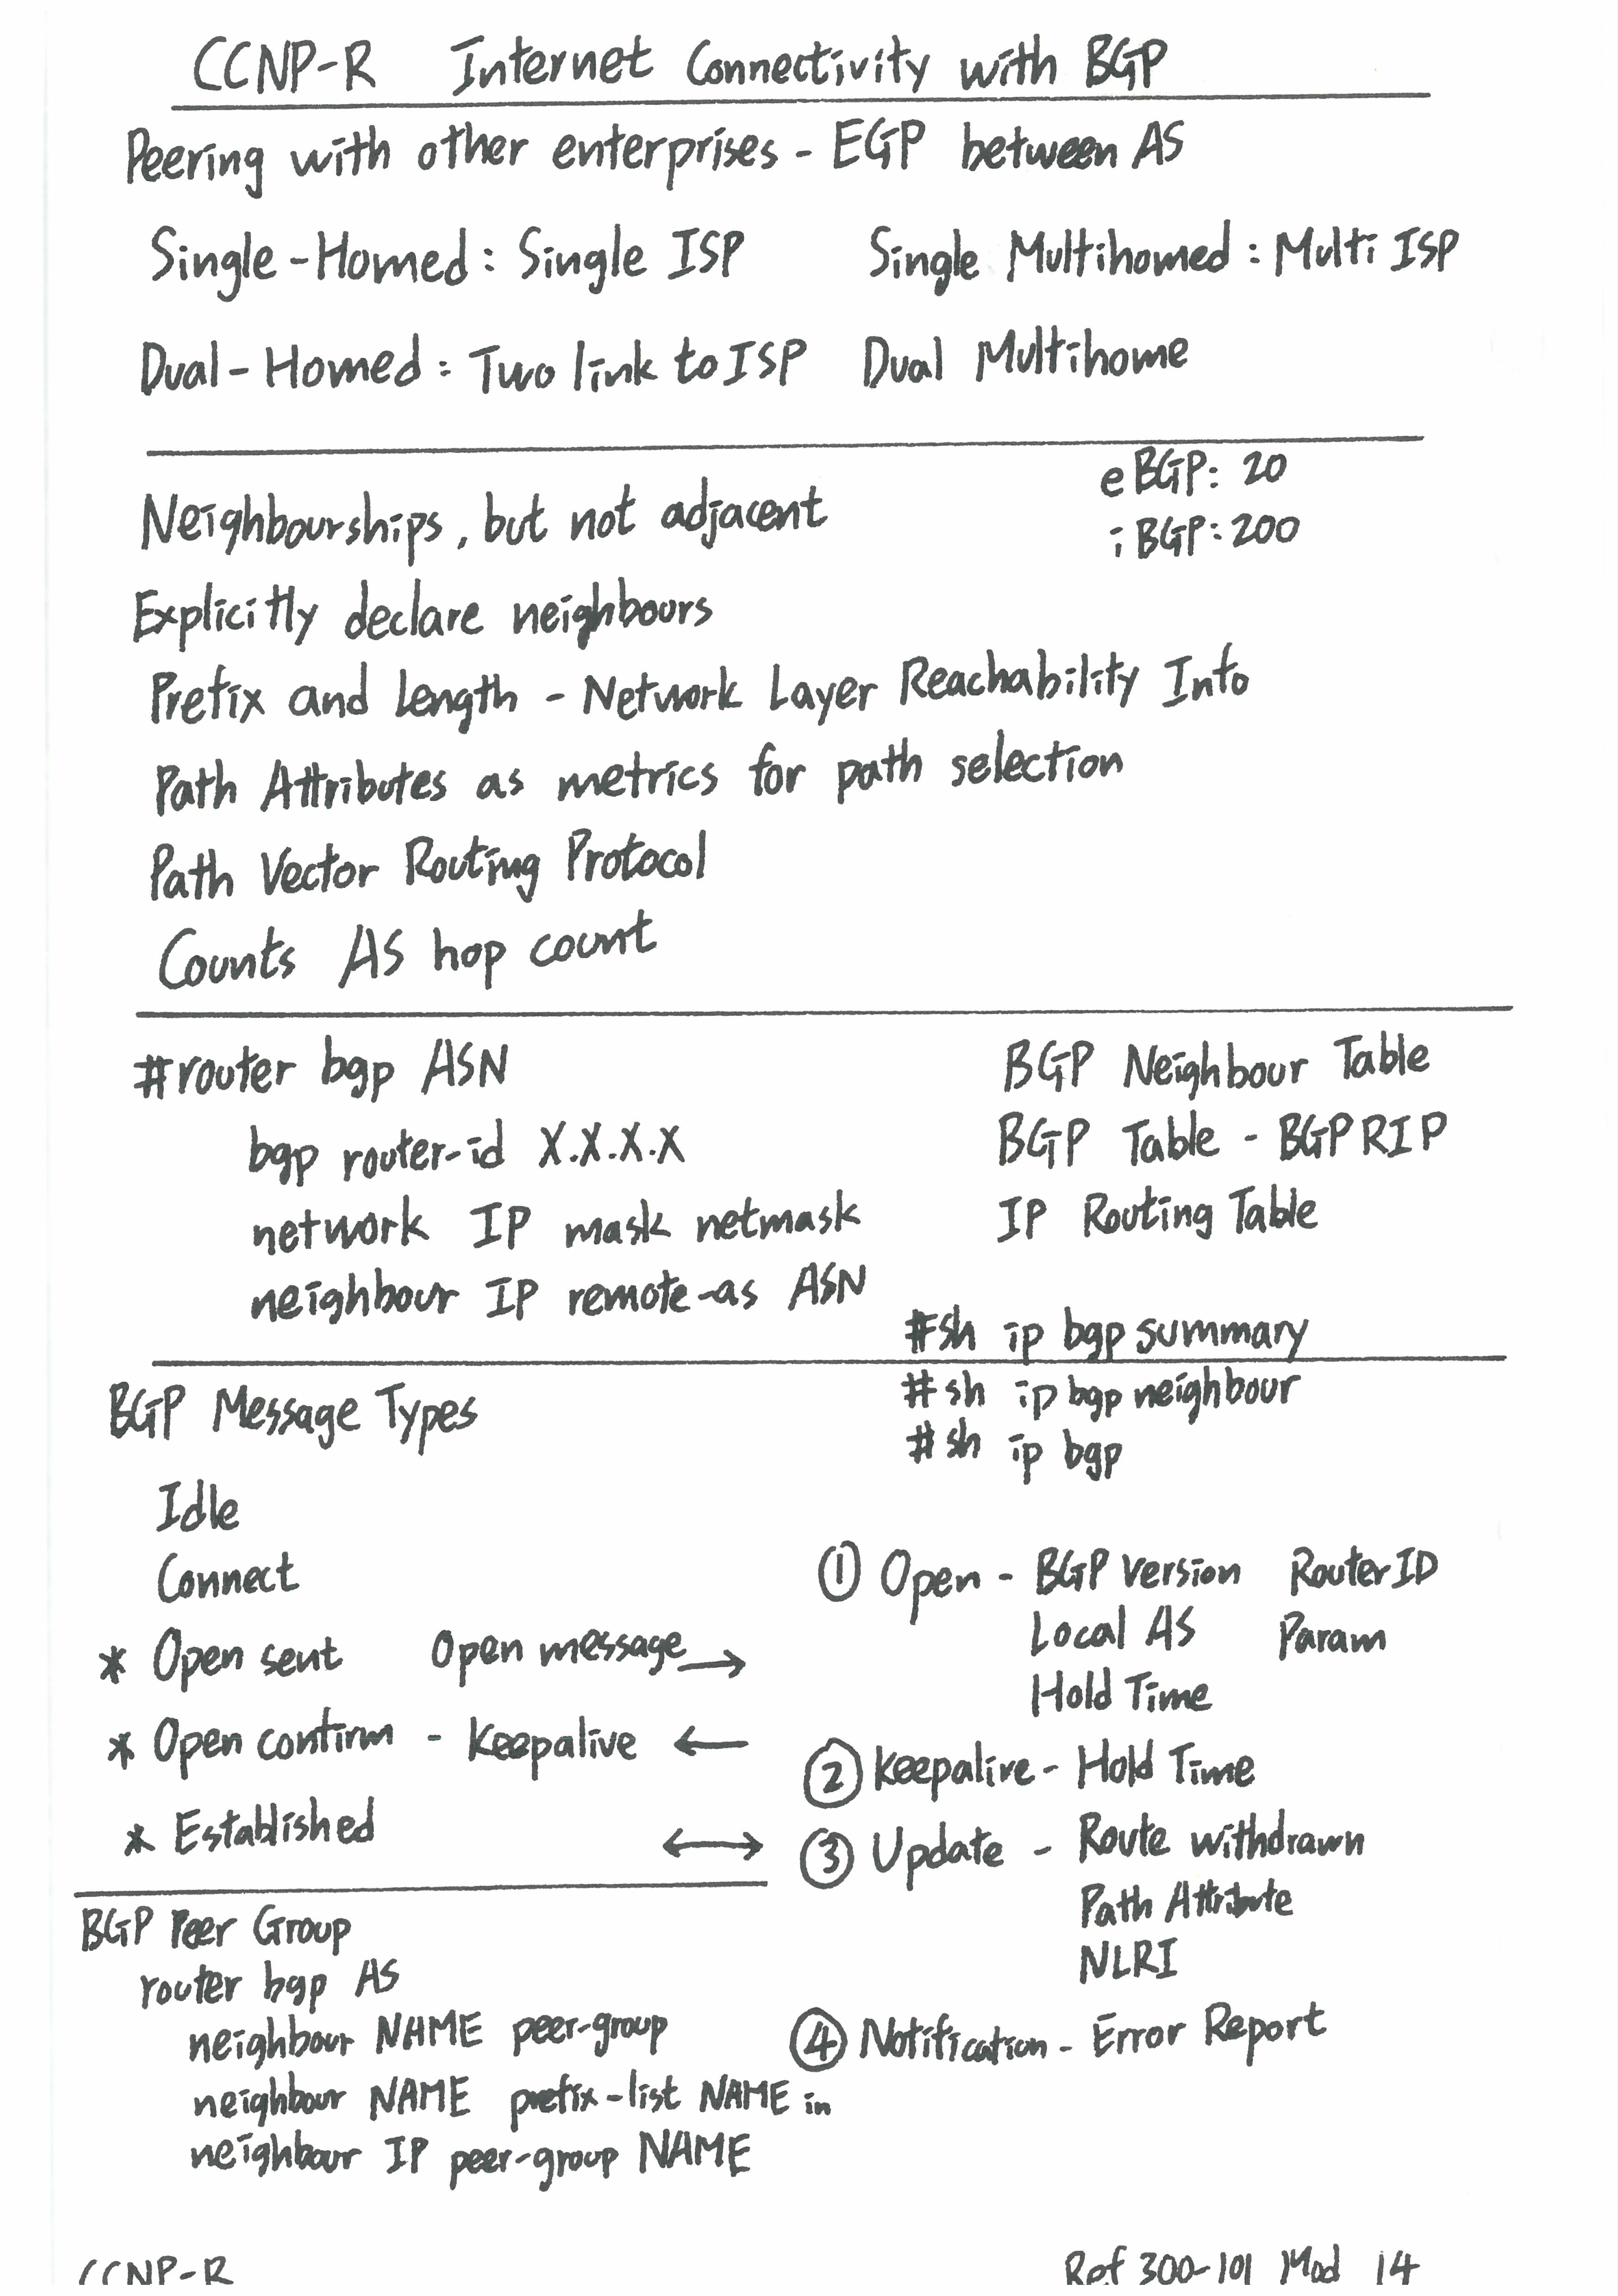 CCNP-R Internet Connectivity with BGP
Peering with other enterprises - EGP between AS
Single-Homed: Single ISP
Single Multihomed: Multi ISP
Dual-Homed: Two link to ISP
Dual Multihome
eBGP: 20
iBGP: 200
Neighbourships, but not adjacent
Explicitly declare neighbours
Prefix and Length - Network Layer Reachability Info
Path Attributes as metrics for path selection
Path Vector Routing Protocol
Counts AS hop count
#router bgp ASN
bgp router-id X.X.X.X
network IP mask netmask
neighbour IP remote-as ASN
BGP Neighbour Table
BGP Table - BGP RIP
IP Routing Table
#sh ip bgp summary
#sh ip bgp neighbour
#sh ip bgp
BGP Message Types
Idle
Connect
* Open sent Open message →
* Open confirm - Keepalive ←
* Established ↔
① Open - BGP Version Router ID
Local AS Param
Hold Time
② Keepalive - Hold Time
③ Update - Route withdrawn
Path Attribute
NLRI
④ Notification - Error Report
BGP Peer Group
router bgp AS
neighbour NAME peer-group
neighbour NAME prefix-list NAME in
neighbour IP peer-group NAME
CCNP-R
Ref 300-101 Mod 14